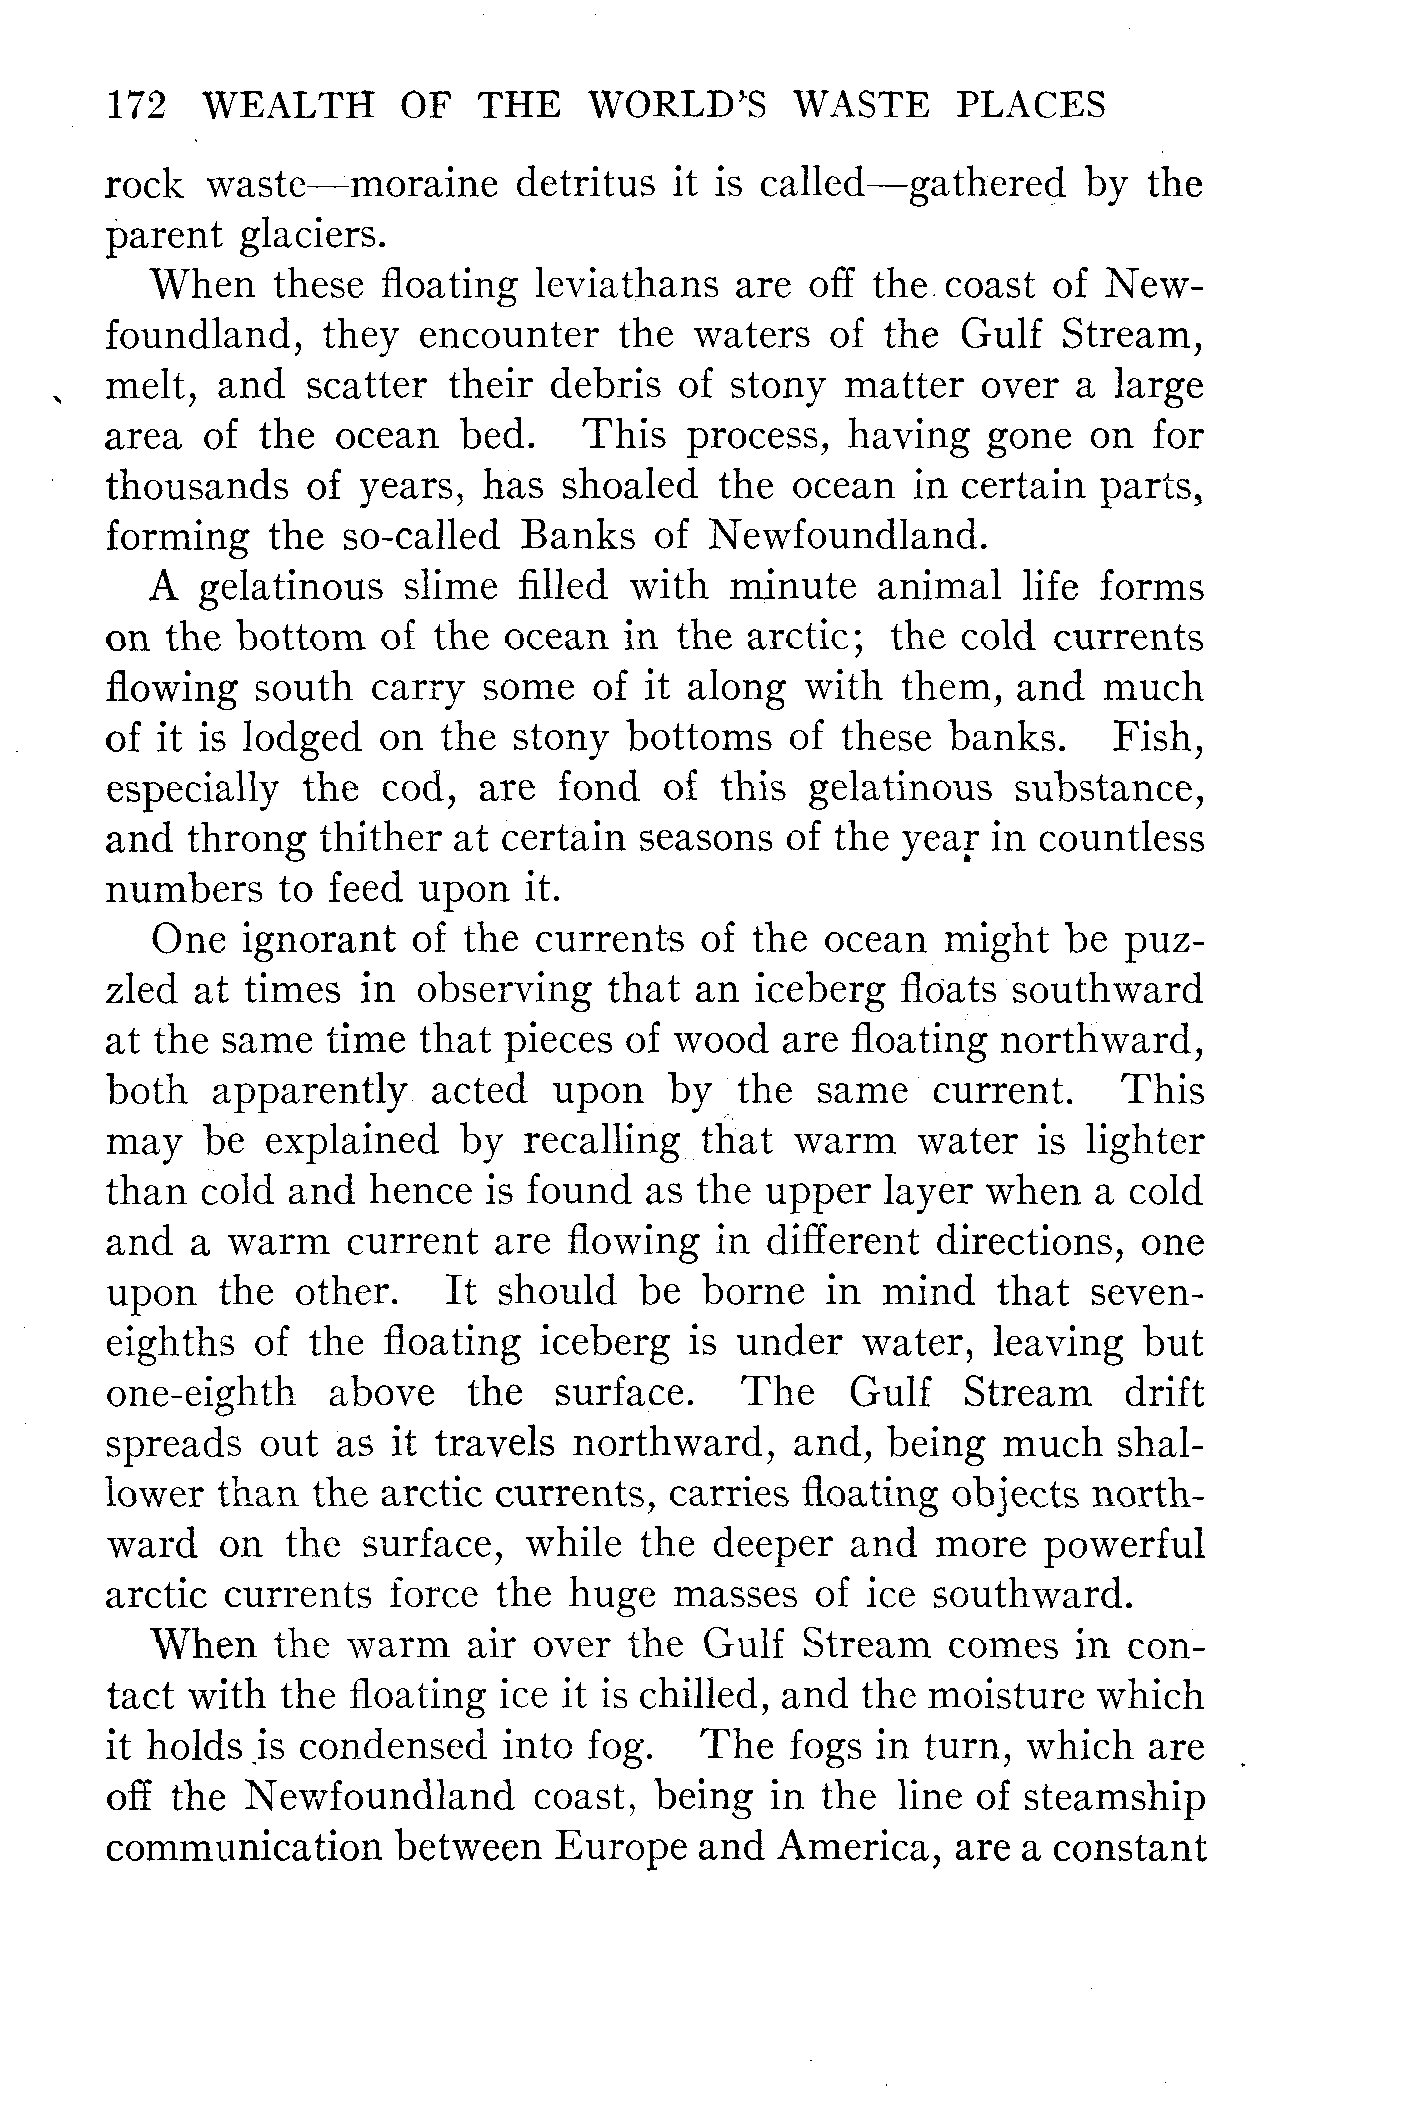 172 WEALTH OF THE WORLD'S WASTE PLACES
rock waste—moraine detritus it is called—gathered by the
parent glaciers.
When these floating leviathans are off the coast of New-
foundland, they encounter the waters of the Gulf Stream,
melt, and scatter their debris of stony matter over a large
area of the ocean bed. This process, having gone on for
thousands of years, has shoaled the ocean in certain parts,
forming the so-called Banks of Newfoundland.
A gelatinous slime filled with minute animal life forms
on the bottom of the ocean in the arctic; the cold currents
flowing south carry some of it along with them, and much
of it is lodged on the stony bottoms of these banks. Fish,
especially the cod, are fond of this gelatinous substance,
and throng thither at certain seasons of the year in countless
numbers to feed upon it.
One ignorant of the currents of the ocean might be puz-
zled at times in observing that an iceberg floats southward
at the same time that pieces of wood are floating northward,
both apparently acted upon by the same current. This
may be explained by recalling that warm water is lighter
than cold and hence is found as the upper layer when a cold
and a warm current are flowing in different directions, one
upon the other. It should be borne in mind that seven-
eighths of the floating iceberg is under water, leaving but
one-eighth above the surface. The Gulf Stream drift
spreads out as it travels northward, and, being much shal-
lower than the arctic currents, carries floating objects north-
ward on the surface, while the deeper and more powerful
arctic currents force the huge masses of ice southward.
When the warm air over the Gulf Stream comes in con-
tact with the floating ice it is chilled, and the moisture which
it holds is condensed into fog. The fogs in turn, which are
off the Newfoundland coast, being in the line of steamship
communication between Europe and America, are a constant